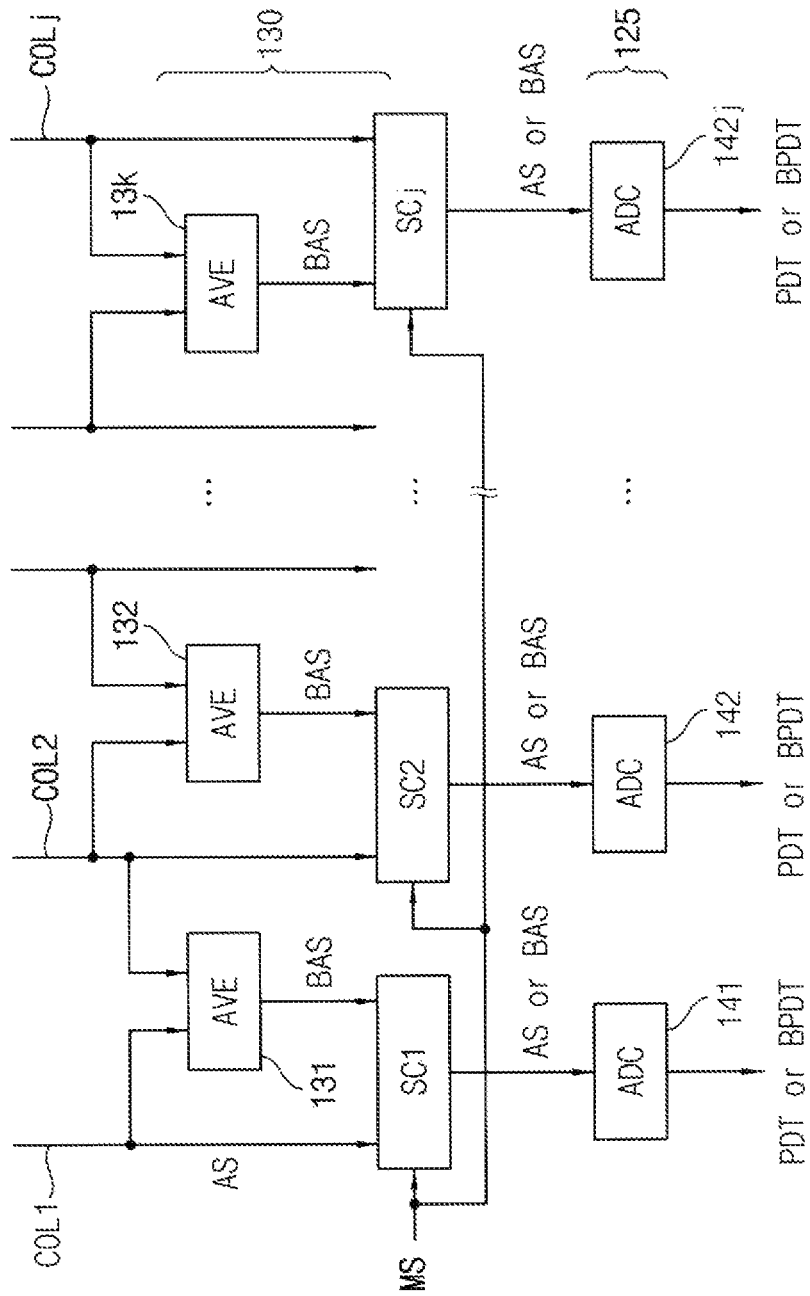 COL1
COL2
COLj
AS
131
AVE
132
AVE
...
13k
AVE
130
BAS
BAS
BAS
MS
SC1
SC2
...
SCj
AS or BAS
AS or BAS
AS or BAS
ADC
141
ADC
142
...
ADC
142j
125
PDT or BPDT
PDT or BPDT
PDT or BPDT